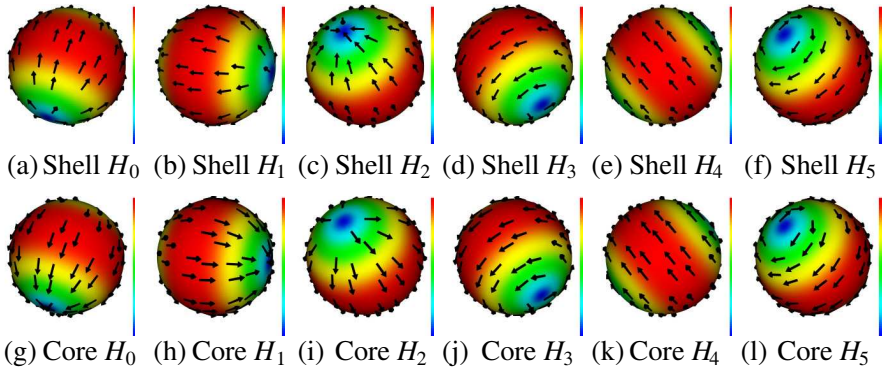 (a) Shell H₀ (b) Shell H₁ (c) Shell H₂ (d) Shell H₃ (e) Shell H₄ (f) Shell H₅
(g) Core H₀ (h) Core H₁ (i) Core H₂ (j) Core H₃ (k) Core H₄ (l) Core H₅